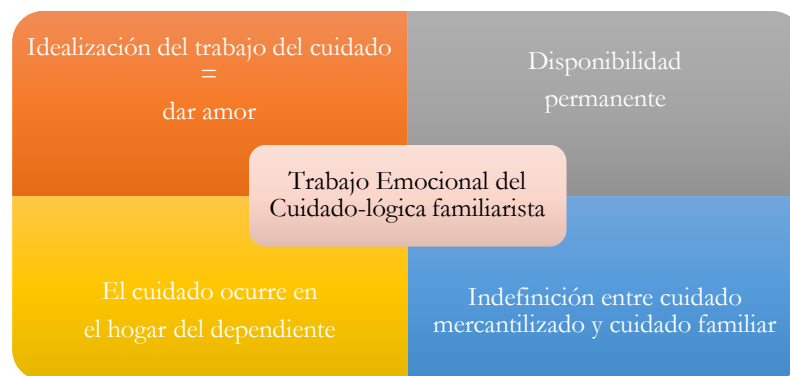 Idealización del trabajo del cuidado
=
dar amor
Disponibilidad
permanente
Trabajo Emocional del
Cuidado-lógica familiarista
El cuidado ocurre en
el hogar del dependiente
Indefinición entre cuidado
mercantilizado y cuidado familiar